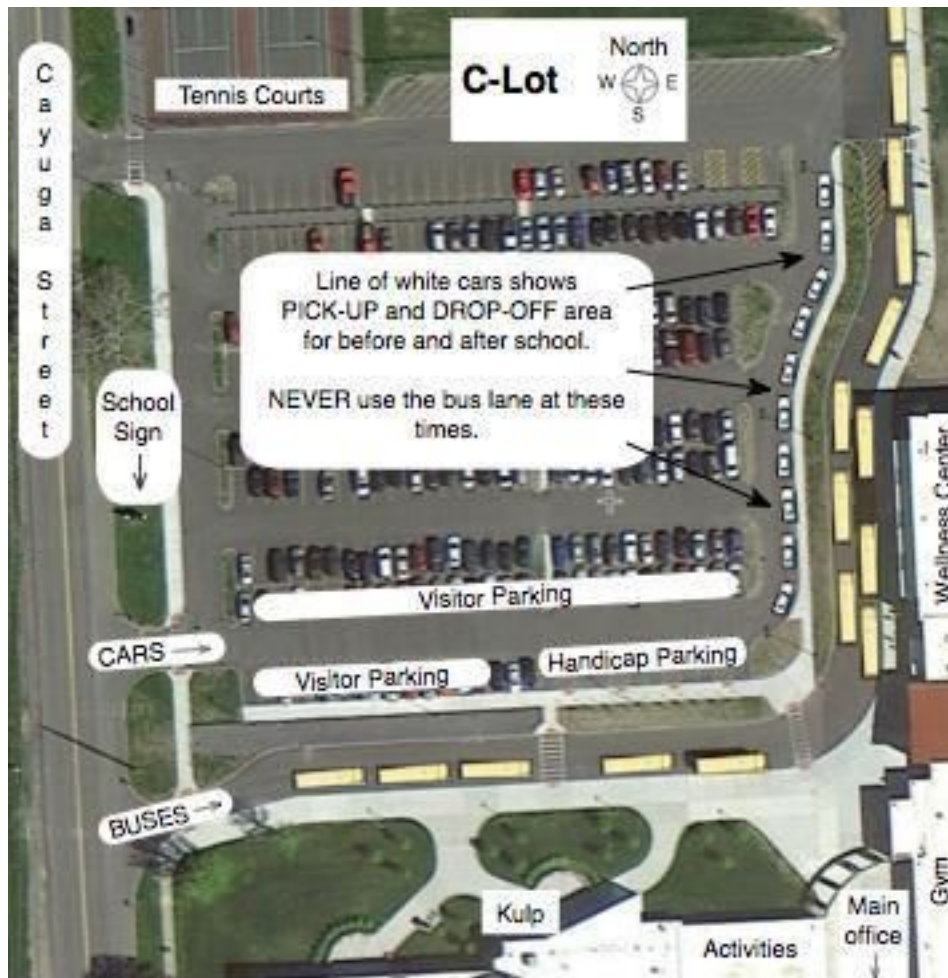 Cayuga Street
Tennis Courts
C-Lot
North
W E
S
Line of white cars shows
PICK-UP and DROP-OFF area
for before and after school.
NEVER use the bus lane at these
times.
School
Sign
Wellness Center
Visitor Parking
CARS
Handicap Parking
Visitor Parking
BUSES
Kulp
Activities
Main
office
Gym